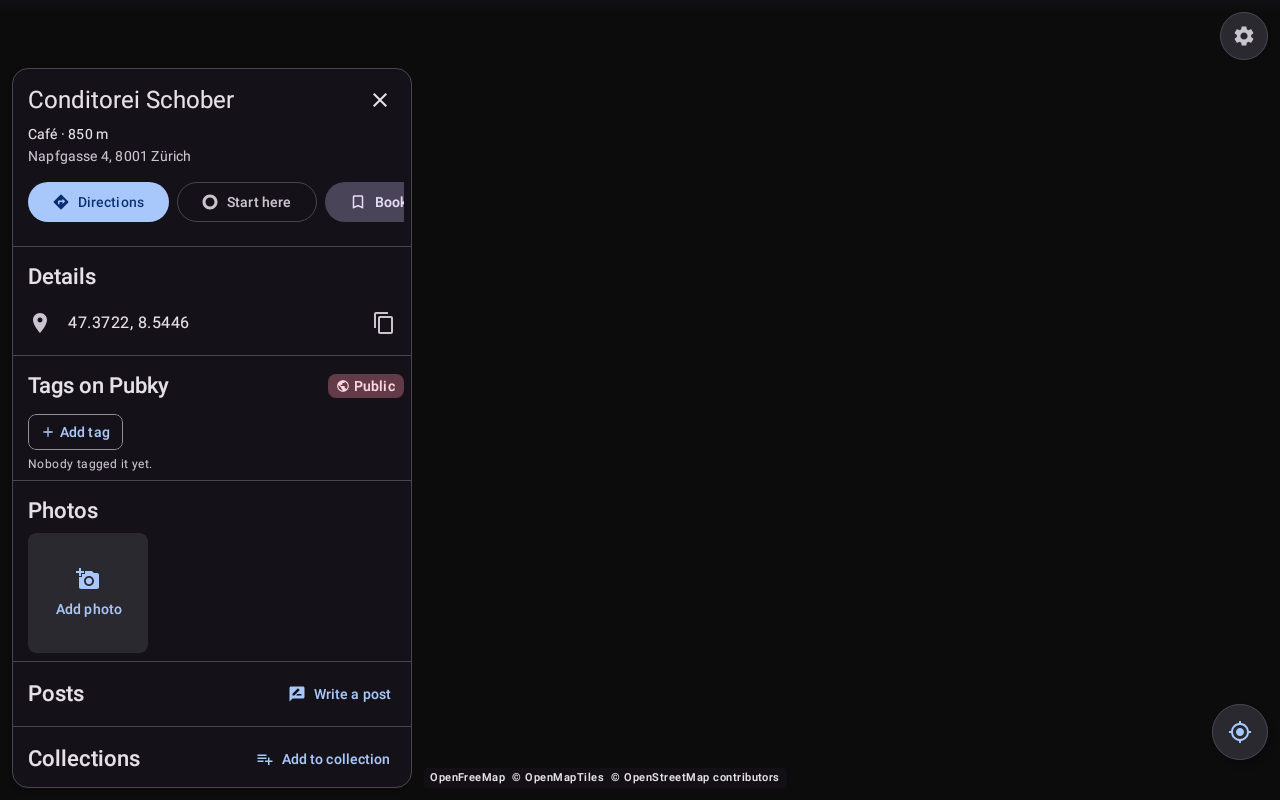 Conditorei Schober
Café · 850 m
Napfgasse 4, 8001 Zürich
Directions
Start here
Book
Details
47.3722, 8.5446
Tags on Pubky
Public
Add tag
Nobody tagged it yet.
Photos
Add photo
Posts
Write a post
Collections
Add to collection
OpenFreeMap © OpenMapTiles © OpenStreetMap contributors